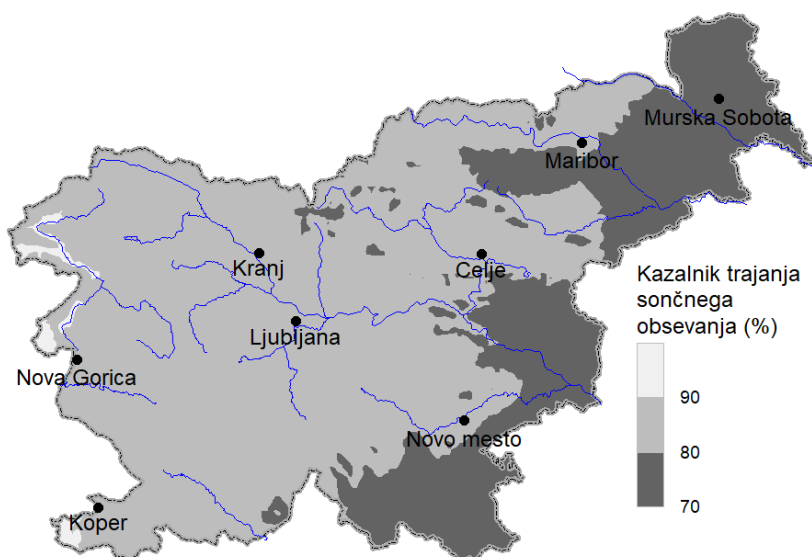 Murska Sobota
Maribor
Kranj
Celje
Ljubljana
Nova Gorica
Novo mesto
Koper
Kazalnik trajanja
sončnega
obsevanja (%)
90
80
70